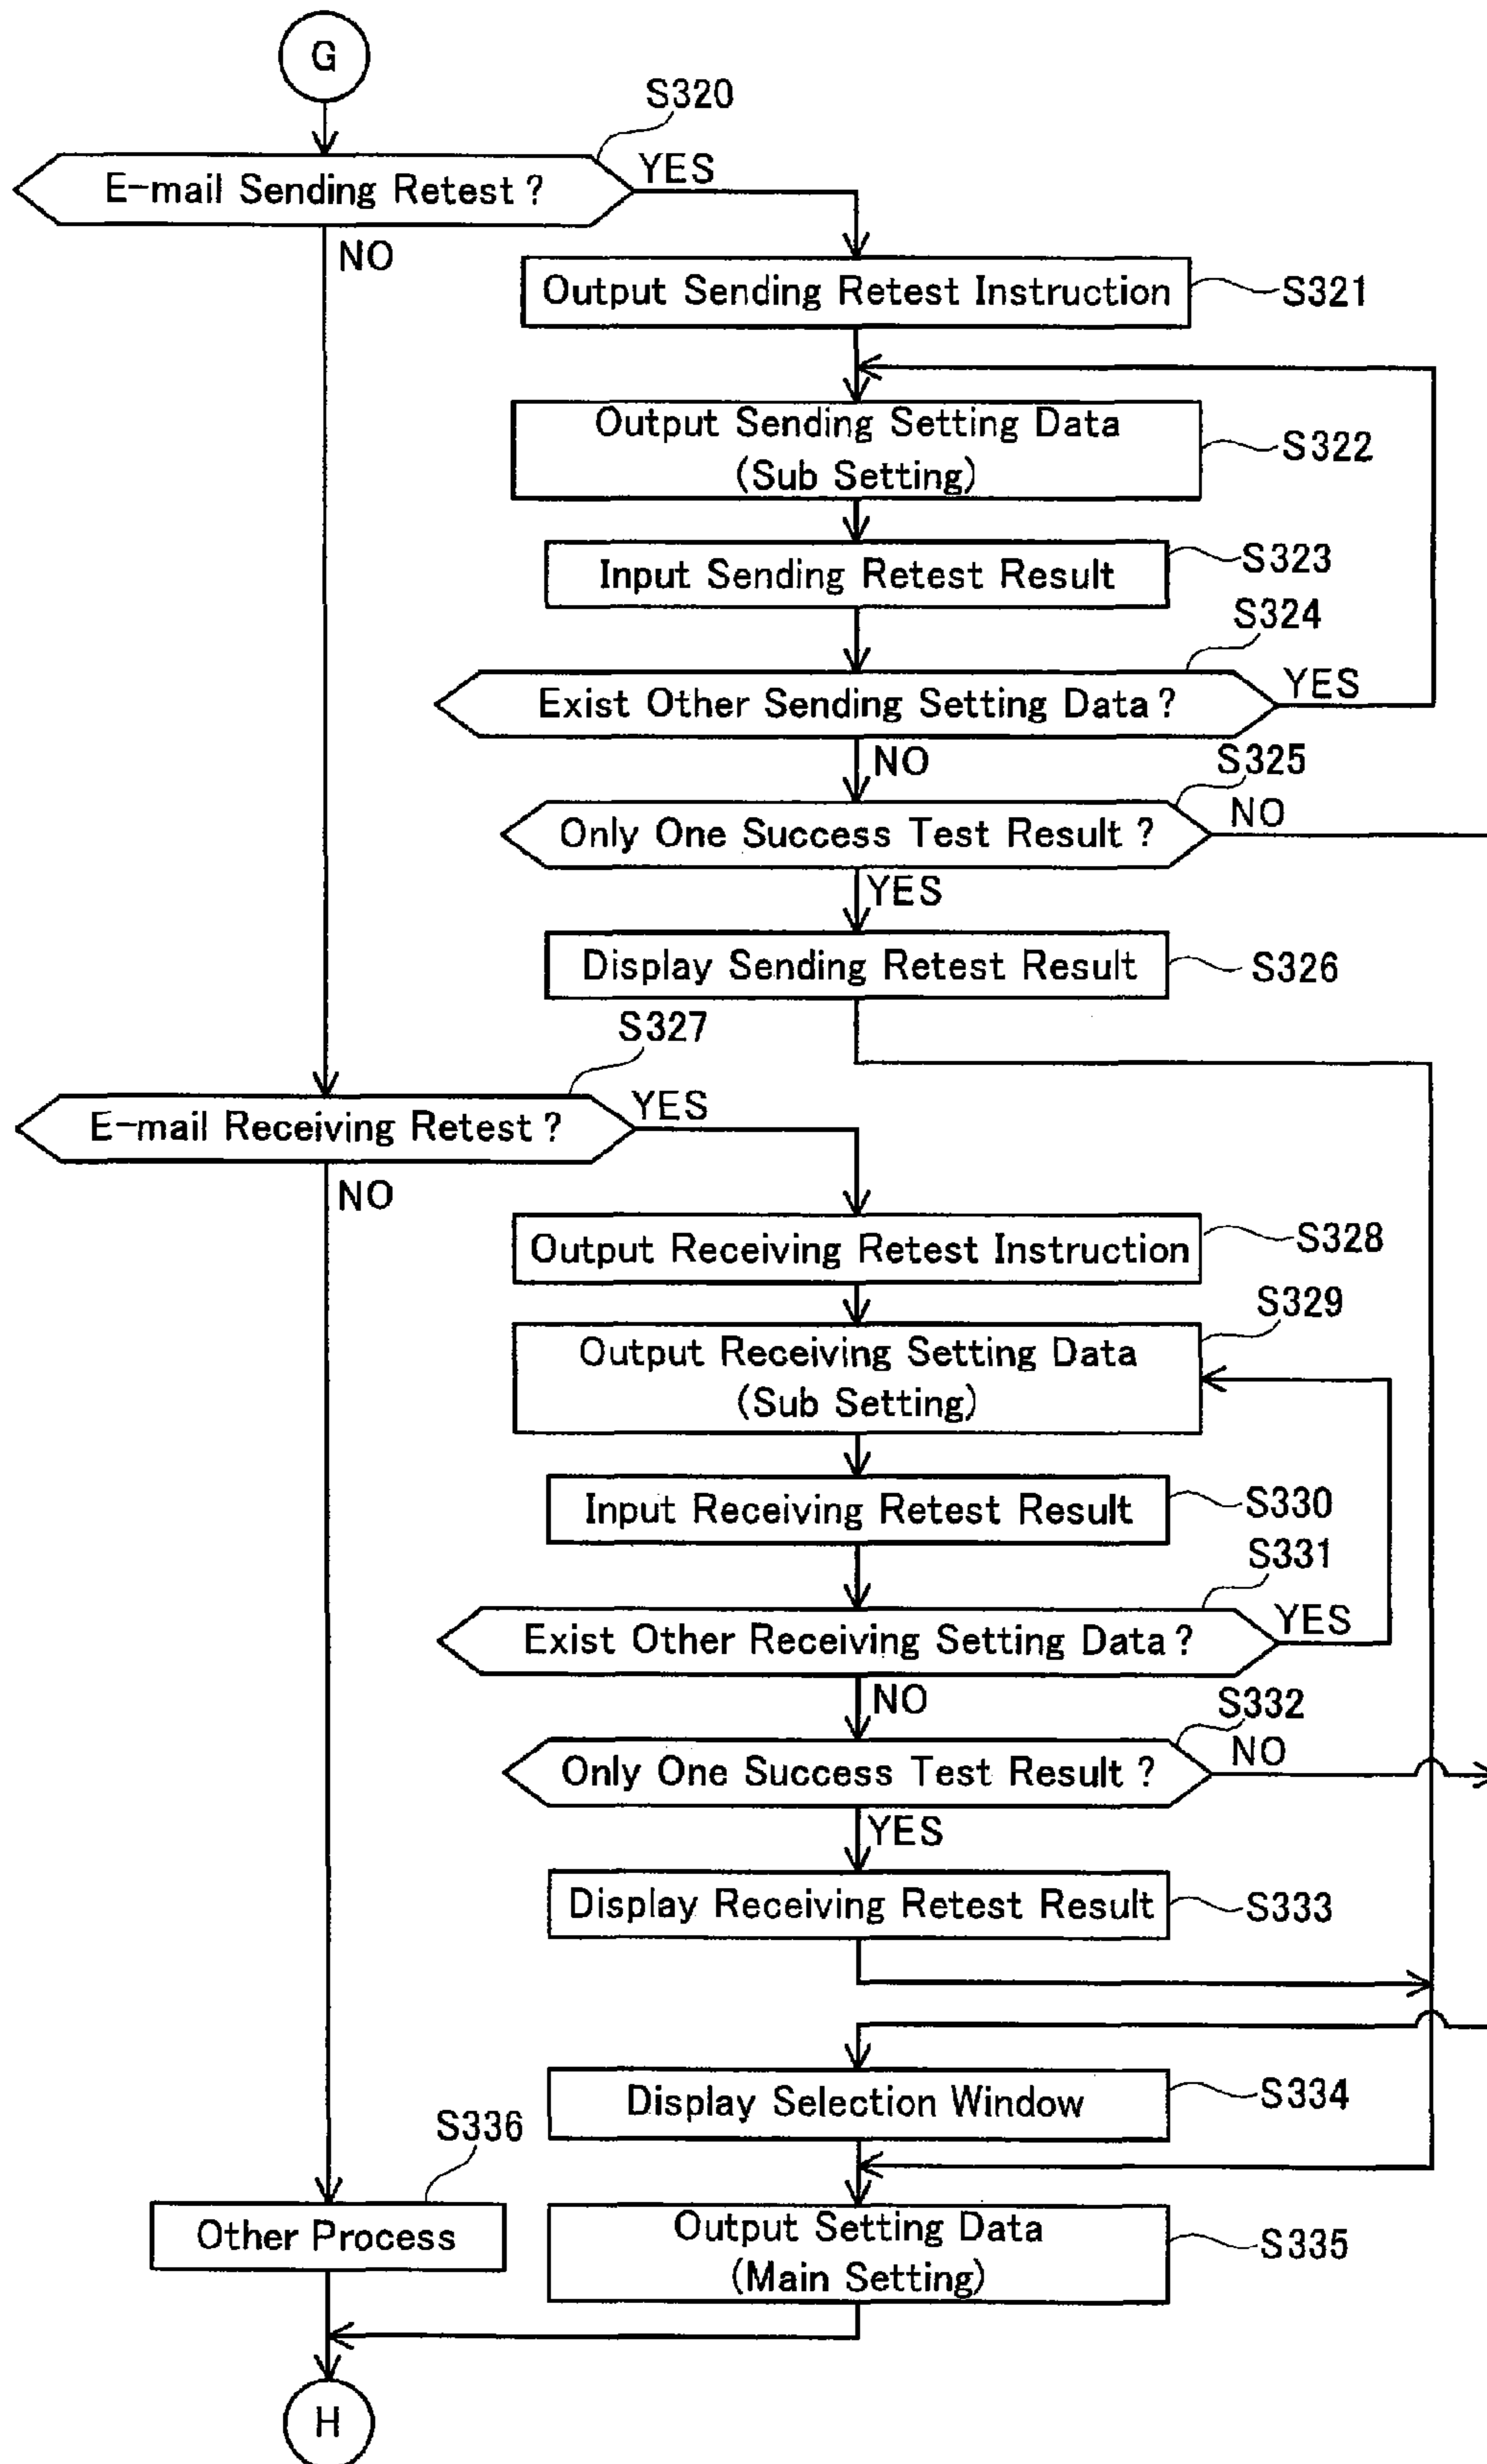 G
S320
E-mail Sending Retest ?
YES
NO
Output Sending Retest Instruction
S321
Output Sending Setting Data
(Sub Setting)
S322
Input Sending Retest Result
S323
S324
Exist Other Sending Setting Data ?
YES
NO
S325
Only One Success Test Result ?
NO
YES
Display Sending Retest Result
S326
S327
E-mail Receiving Retest ?
YES
NO
Output Receiving Retest Instruction
S328
S329
Output Receiving Setting Data
(Sub Setting)
Input Receiving Retest Result
S330
S331
Exist Other Receiving Setting Data ?
YES
NO
S332
Only One Success Test Result ?
NO
YES
Display Receiving Retest Result
S333
Display Selection Window
S334
S336
Other Process
Output Setting Data
(Main Setting)
S335
H